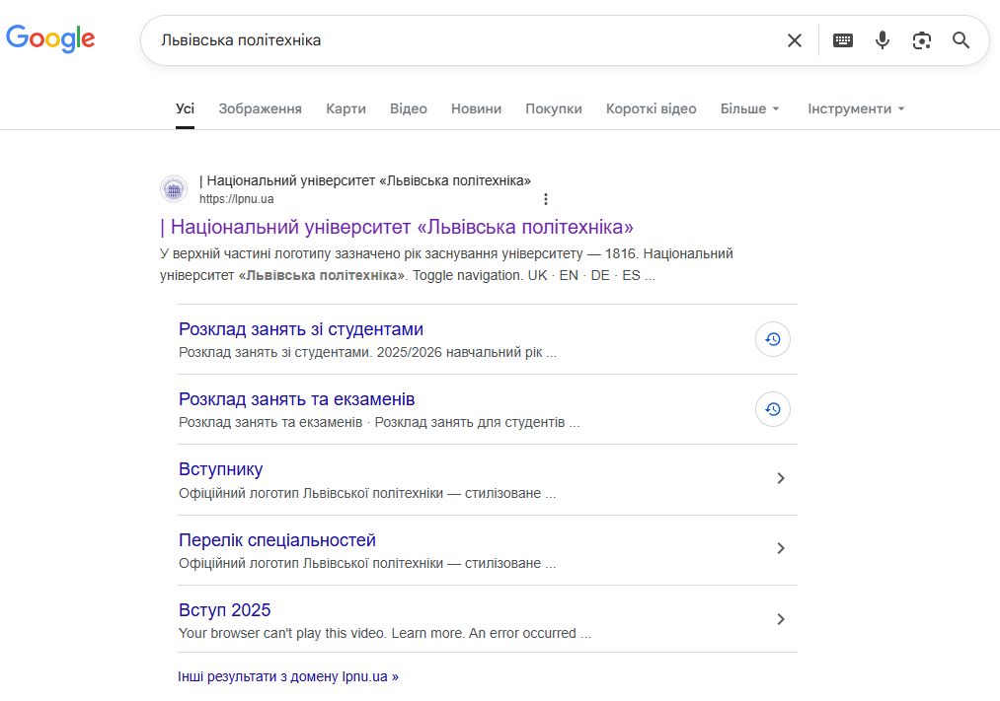 Google
Львівська політехніка
Усі Зображення Карти Відео Новини Покупки Короткі відео Більше Інструменти
| Національний університет «Львівська політехніка»
https://lpnu.ua
| Національний університет «Львівська політехніка»
У верхній частині логотипу зазначено рік заснування університету — 1816. Національний
університет «Львівська політехніка». Toggle navigation. UK · EN · DE · ES ...
Розклад занять зі студентами
Розклад занять зі студентами. 2025/2026 навчальний рік ...
Розклад занять та екзаменів
Розклад занять та екзаменів · Розклад занять для студентів ...
Вступнику
Офіційний логотип Львівської політехніки — стилізоване ...
Перелік спеціальностей
Офіційний логотип Львівської політехніки — стилізоване ...
Вступ 2025
Your browser can't play this video. Learn more. An error occurred ...
Інші результати з домену lpnu.ua »